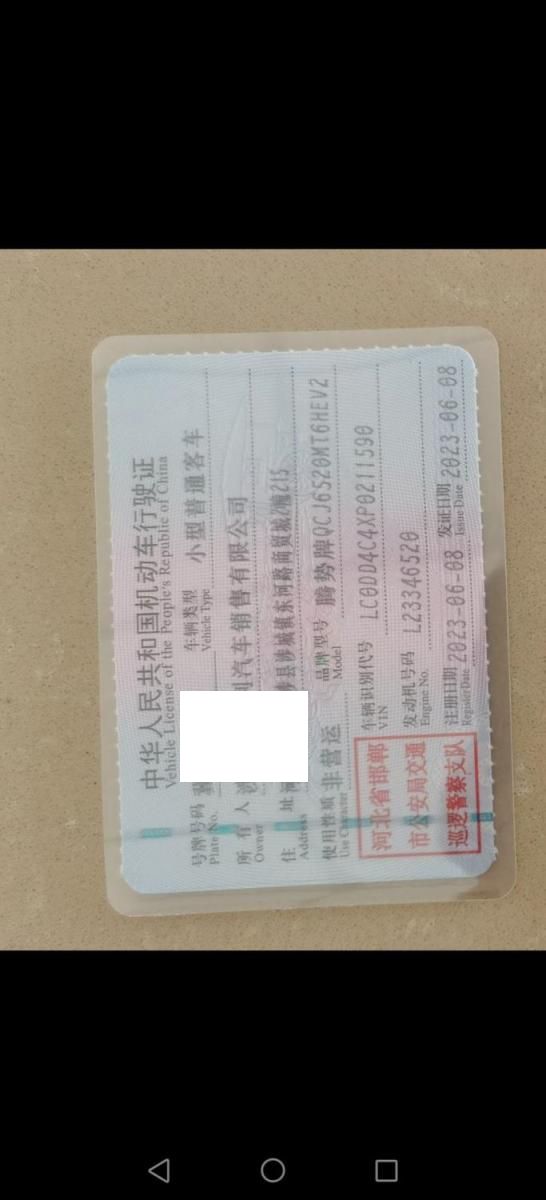 中华人民共和国机动车行驶证
Vehicle License of the People's Republic of China
号牌号码 车辆类型 小型普通客车
Plate No. Vehicle Type
所有人 汽车销售有限公司
Owner
住址 涉县涉城镇东河路商贸城2幢215
Address
使用性质 非营运 品牌型号 腾势牌QCJ6520MT6HEV2
Use Character Model
河北省邯郸 车辆识别代号 LC0DD4C4XP0211590
VIN
市公安局交通 发动机号码 L23346520
Engine No.
巡逻警察支队 注册日期 2023-06-08 发证日期 2023-06-08
Register Date Issue Date